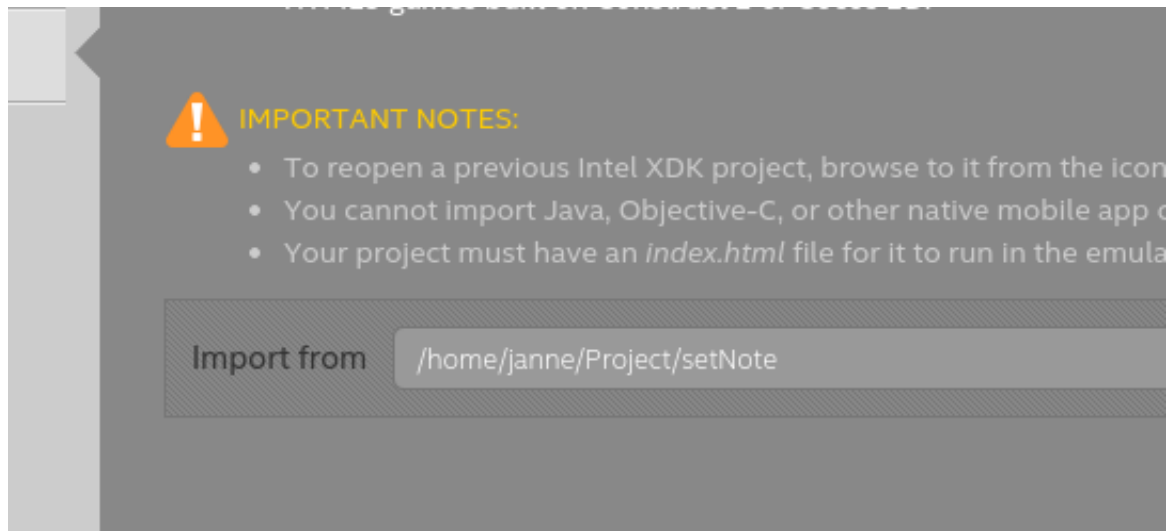 IMPORTANT NOTES:
To reopen a previous Intel XDK project, browse to it from the icon
You cannot import Java, Objective-C, or other native mobile app
Your project must have an index.html file for it to run in the
Import from /home/janne/Project/setNote